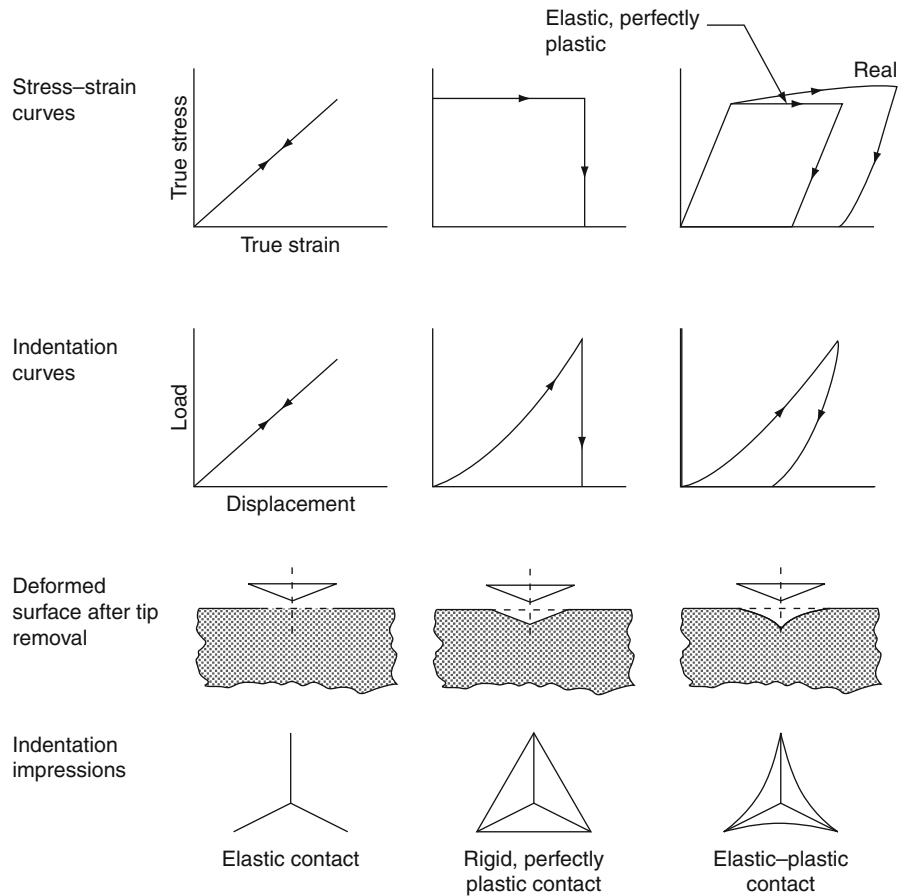 Elastic, perfectly
plastic
Stress–strain
curves
Real
True stress
True strain
Indentation
curves
Load
Displacement
Deformed
surface after tip
removal
Indentation
impressions
Elastic contact
Rigid, perfectly
plastic contact
Elastic–plastic
contact